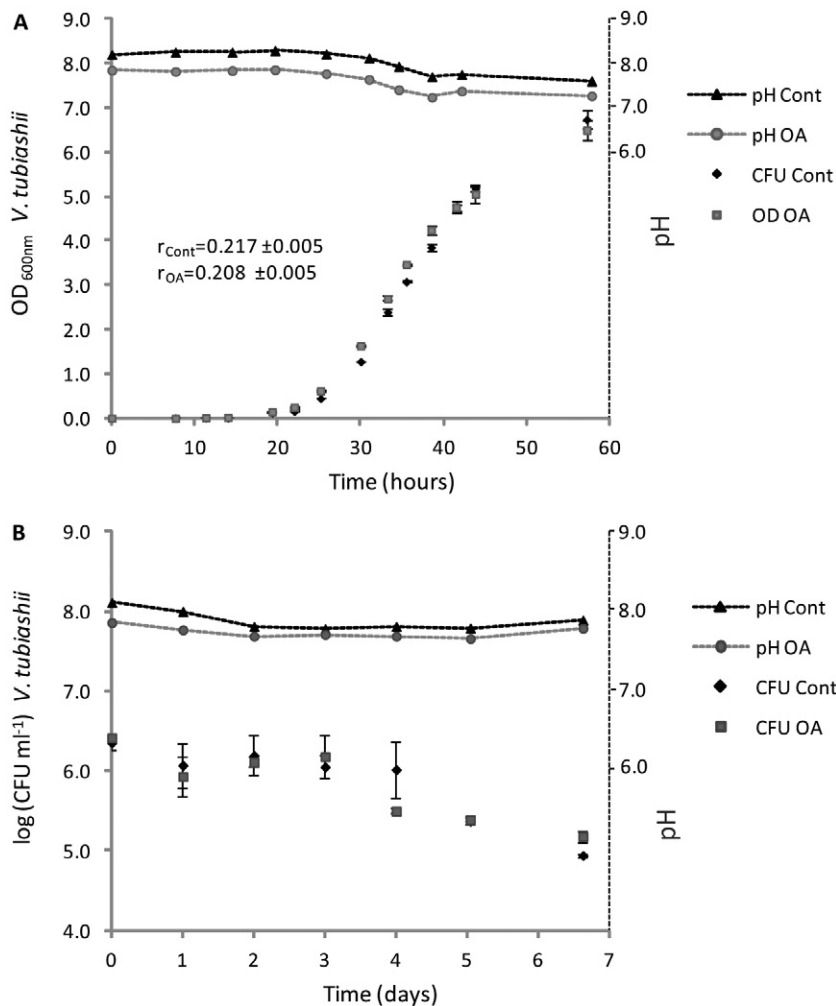 A
9.0
8.0
7.0
6.0
5.0
4.0
3.0
2.0
1.0
0.0
OD600nm V. tubiashii
rCont=0.217 ±0.005
rOA=0.208 ±0.005
0
10
20
30
40
50
60
Time (hours)
9.0
8.0
7.0
6.0
pH
pH Cont
pH OA
CFU Cont
OD OA
B
9.0
8.0
7.0
6.0
5.0
4.0
log (CFU ml-1) V. tubiashii
0
1
2
3
4
5
6
7
Time (days)
9.0
8.0
7.0
6.0
pH
pH Cont
pH OA
CFU Cont
CFU OA